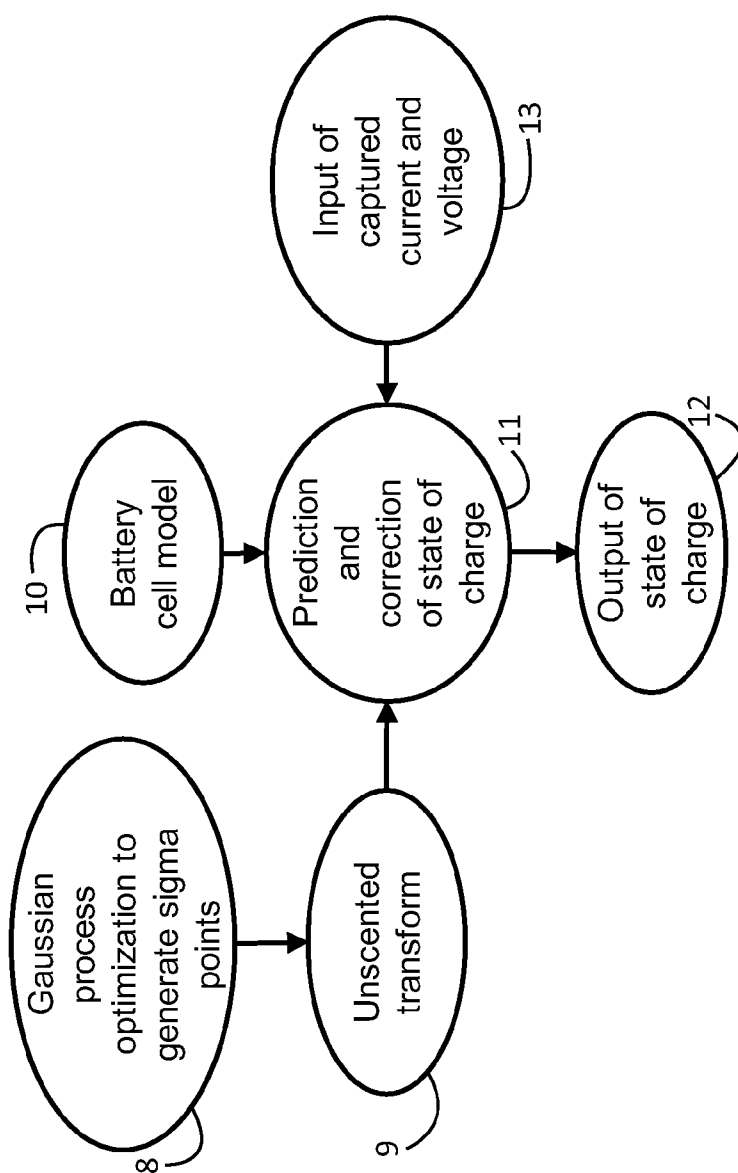 8
Gaussian
process
optimization to
generate sigma
points
9
Unscented
transform
10
Battery
cell model
Prediction
and
correction
of state of
charge
11
Output of
state of
charge
12
Input of
captured
current and
voltage
13